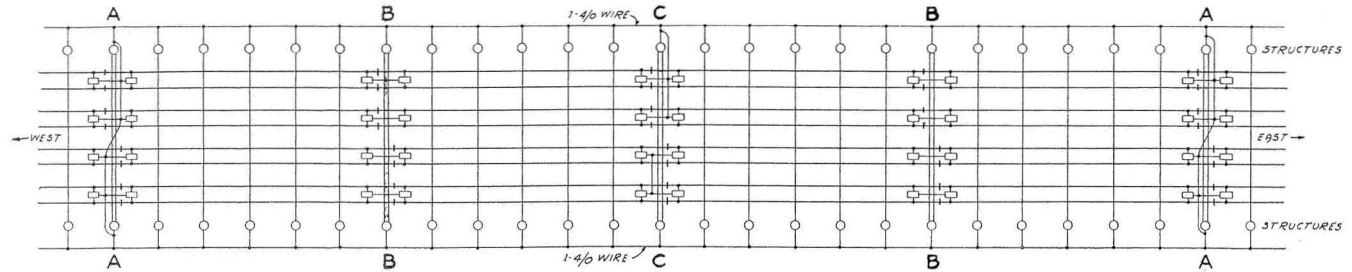 A B C B A
1-4/0 WIRE
STRUCTURES
WEST EAST
STRUCTURES
1-4/0 WIRE
A B C B A